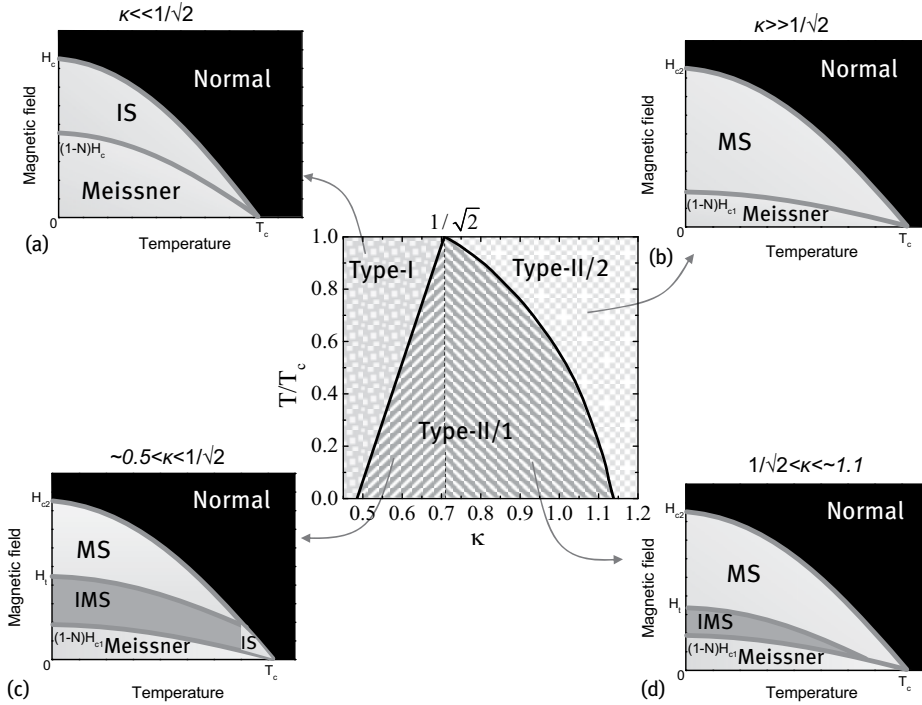 κ<<1/√2
H_c
Normal
IS
(1-N)H_c
Meissner
Magnetic field
0
T_c
Temperature
(a)
κ>>1/√2
H_c2
Normal
MS
(1-N)H_c1 Meissner
Magnetic field
0
T_c
Temperature
(b)
1/√2
Type-I
Type-II/2
Type-II/1
T/T_c
1.0
0.8
0.6
0.4
0.2
0.0
0.5 0.6 0.7 0.8 0.9 1.0 1.1 1.2
κ
~0.5<κ<1/√2
H_c2
Normal
MS
H_t
IMS
(1-N)H_c1 Meissner
IS
Magnetic field
0
T_c
Temperature
(c)
1/√2<κ<~1.1
H_c2
Normal
MS
H_t
IMS
(1-N)H_c1 Meissner
Magnetic field
0
T_c
Temperature
(d)